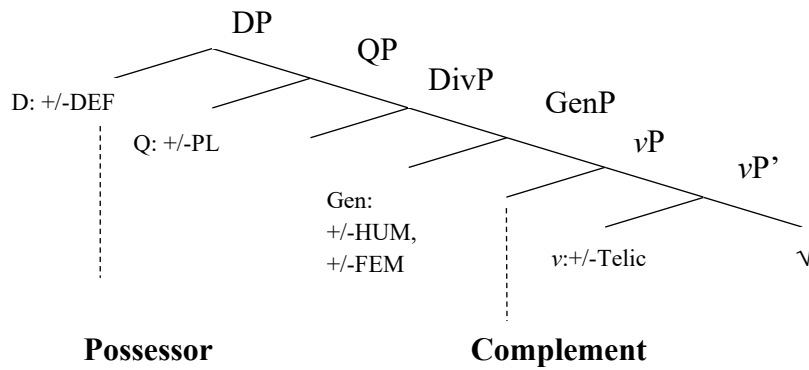 DP
QP
DivP
GenP
vP
vP’
D: +/-DEF
Q: +/-PL
Gen:
+/-HUM,
+/-FEM
v:+/-Telic
√
Possessor
Complement